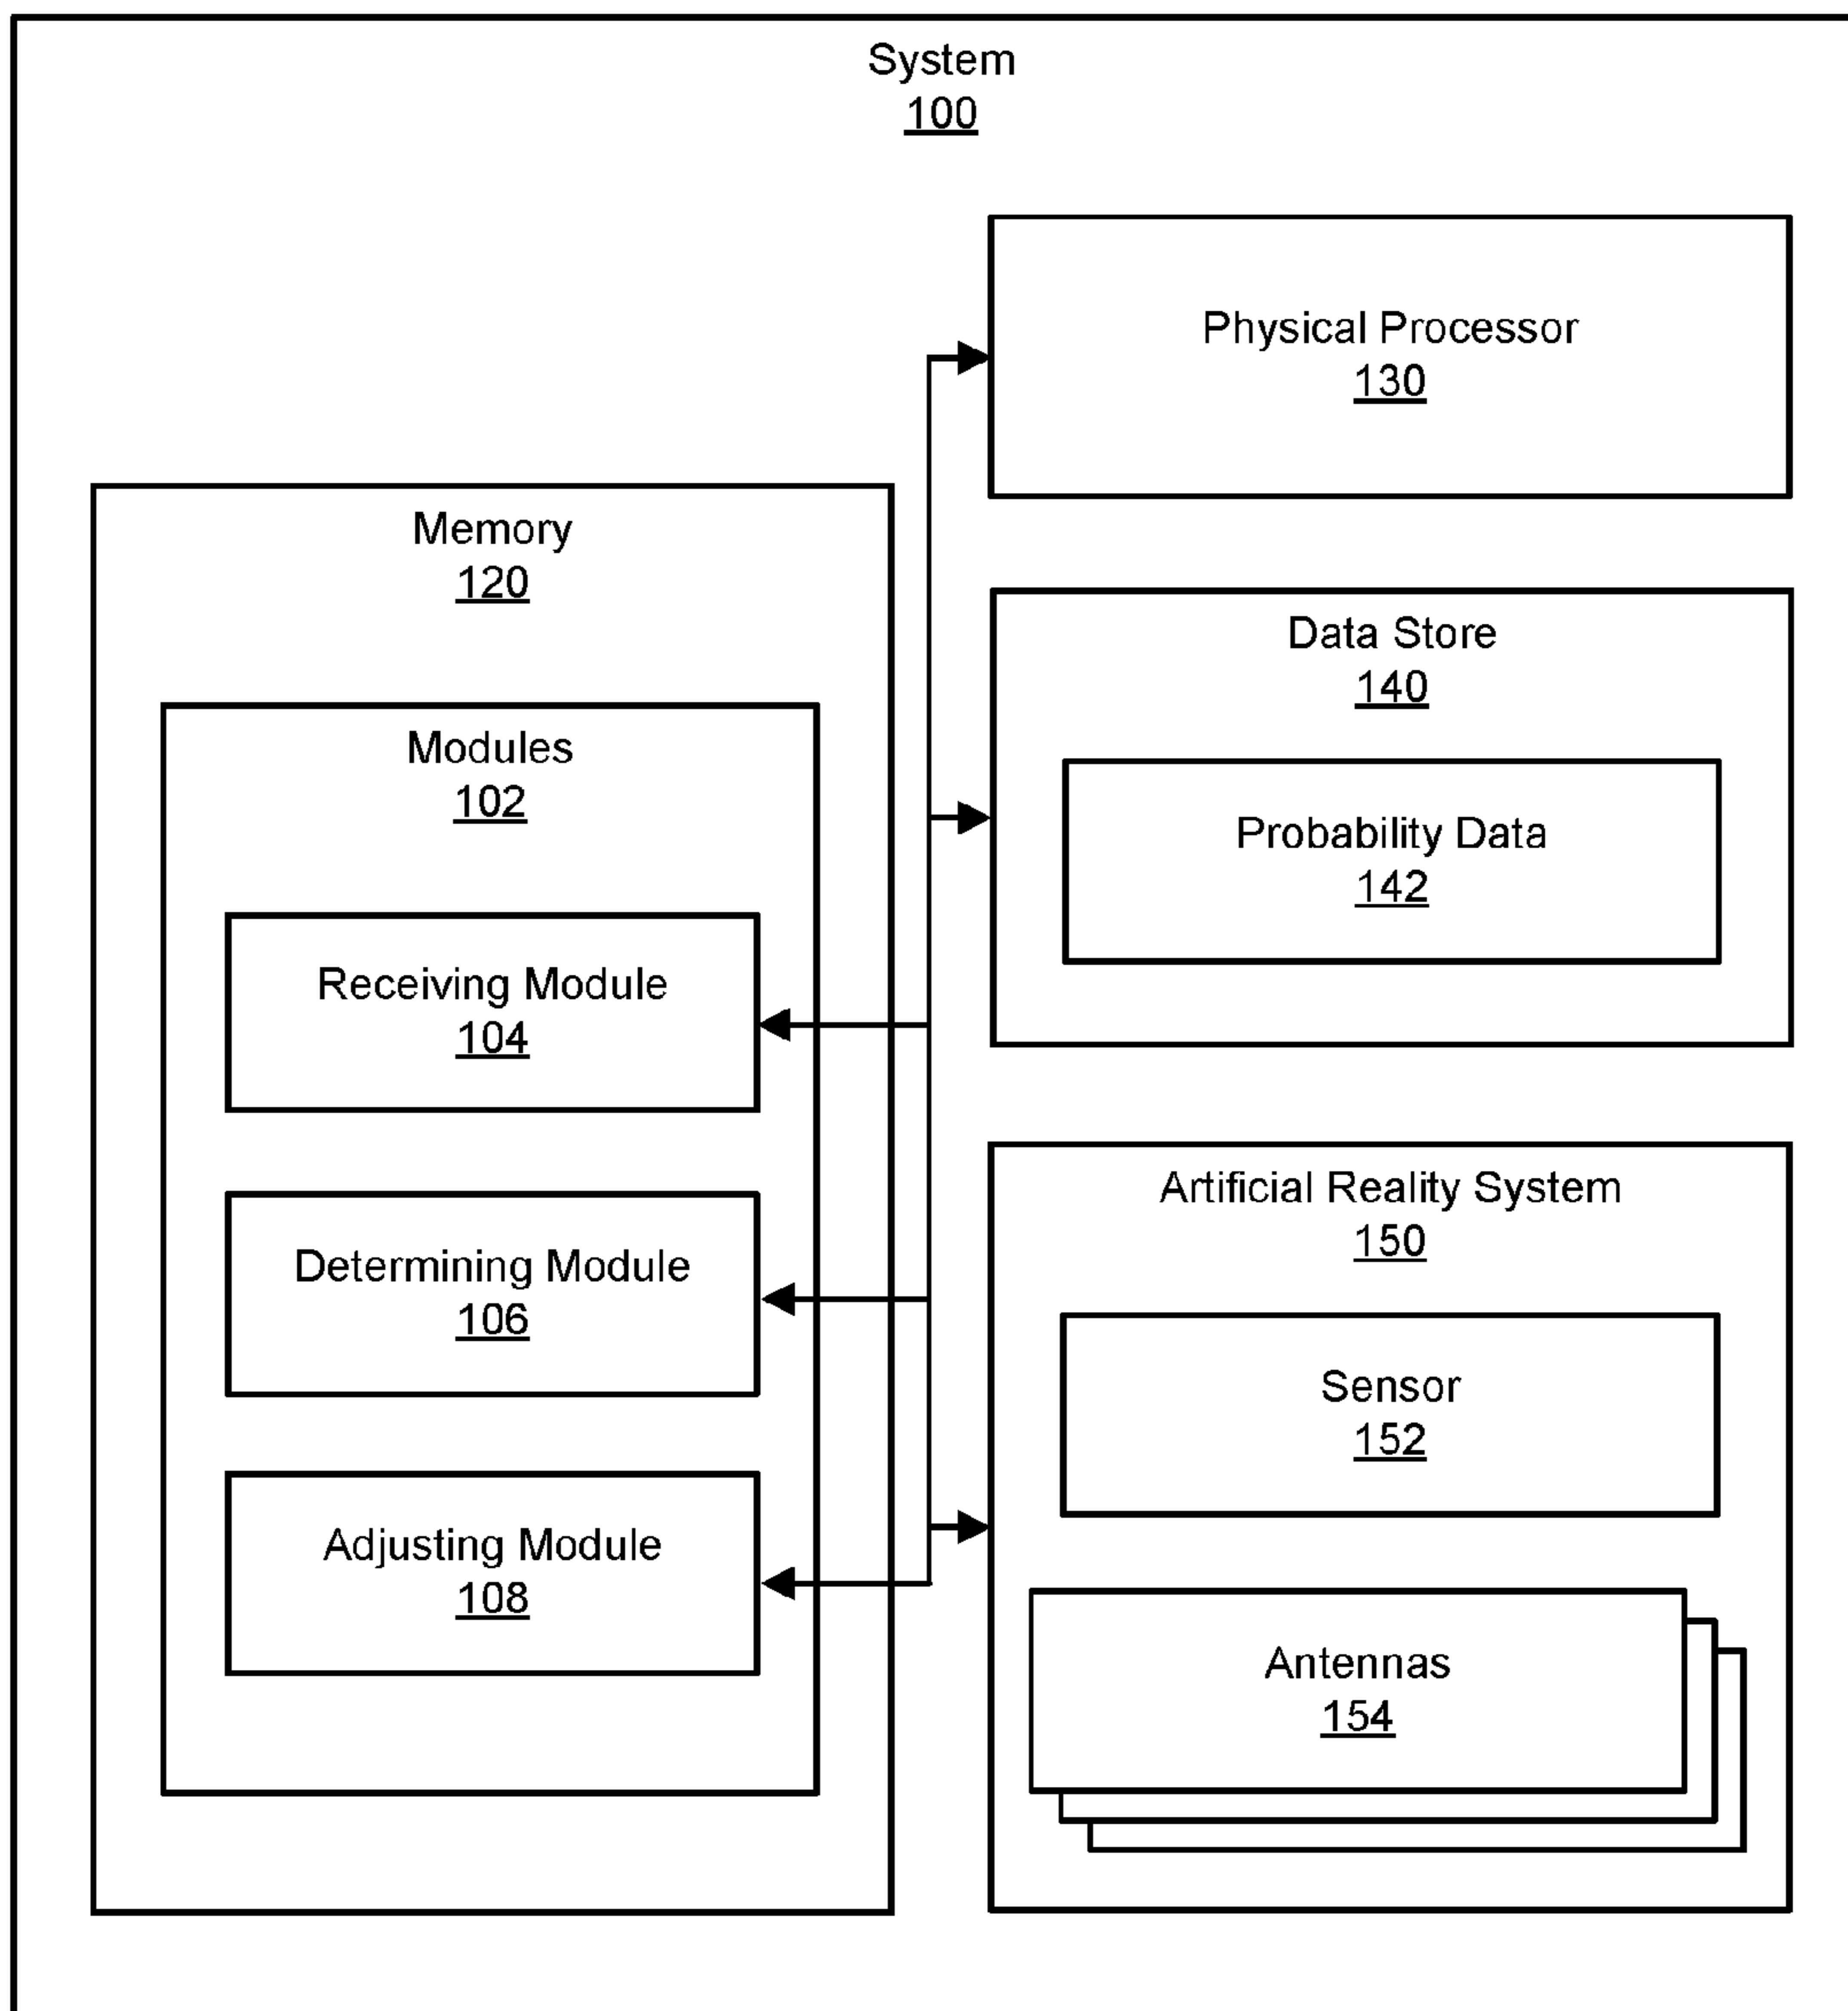 System
100
Physical Processor
130
Memory
120
Modules
102
Receiving Module
104
Determining Module
106
Adjusting Module
108
Data Store
140
Probability Data
142
Artificial Reality System
150
Sensor
152
Antennas
154